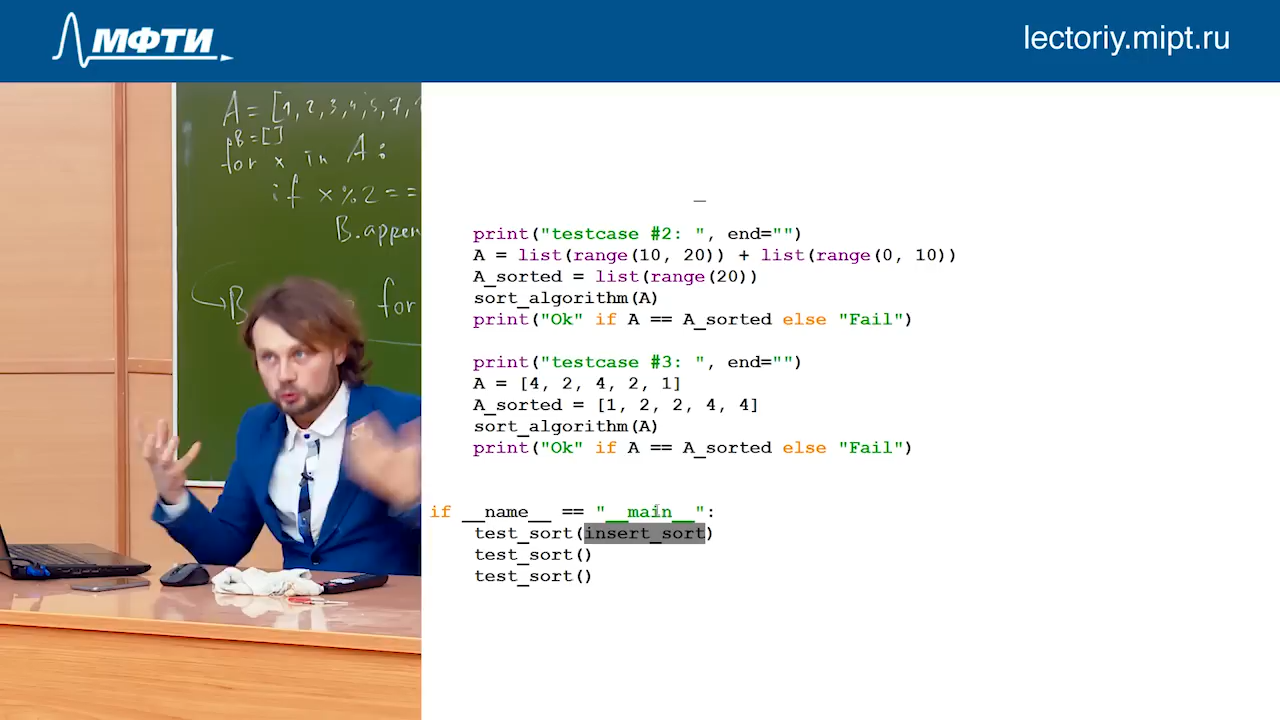 МФТИ
lectoriy.mipt.ru
A = [1, 2, 3, 4, 5, 7,
B = []
for x in A:
if x%2 ==
B.appen
B
for
print("testcase #2: ", end="")
A = list(range(10, 20)) + list(range(0, 10))
A_sorted = list(range(20))
sort_algorithm(A)
print("Ok" if A == A_sorted else "Fail")
print("testcase #3: ", end="")
A = [4, 2, 4, 2, 1]
A_sorted = [1, 2, 2, 4, 4]
sort_algorithm(A)
print("Ok" if A == A_sorted else "Fail")
if __name__ == "__main__":
test_sort(insert_sort)
test_sort()
test_sort()